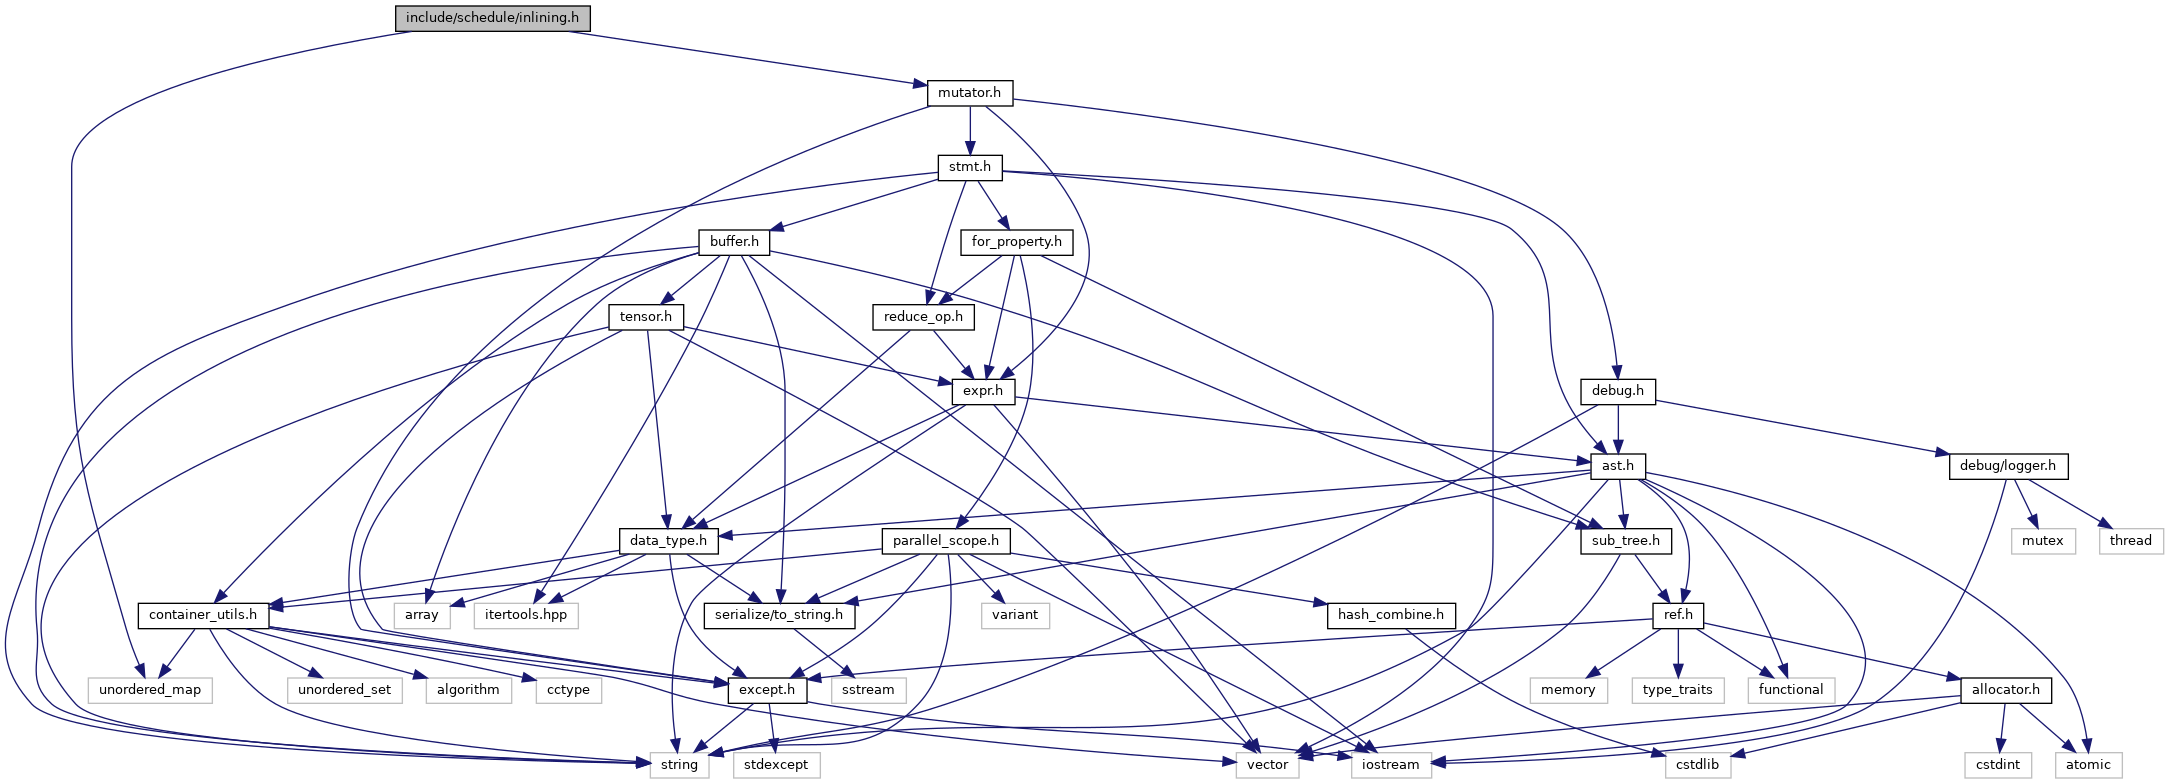 include/schedule/inlining.h
mutator.h
stmt.h
buffer.h
for_property.h
tensor.h
reduce_op.h
expr.h
debug.h
ast.h
debug/logger.h
data_type.h
parallel_scope.h
sub_tree.h
mutex
thread
container_utils.h
array
itertools.hpp
serialize/to_string.h
variant
hash_combine.h
ref.h
unordered_map
unordered_set
algorithm
cctype
except.h
sstream
memory
type_traits
functional
allocator.h
string
stdexcept
vector
iostream
cstdlib
cstdint
atomic